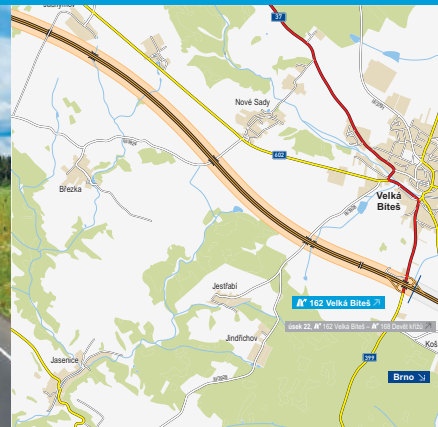 37
Nové Sady
602
Březka
Velká
Bíteš
Jestřabí
162 Velká Bíteš
úsek 22, 162 Velká Bíteš – 168 Devět křížů
Jindřichov
Jasenice
399
Brno